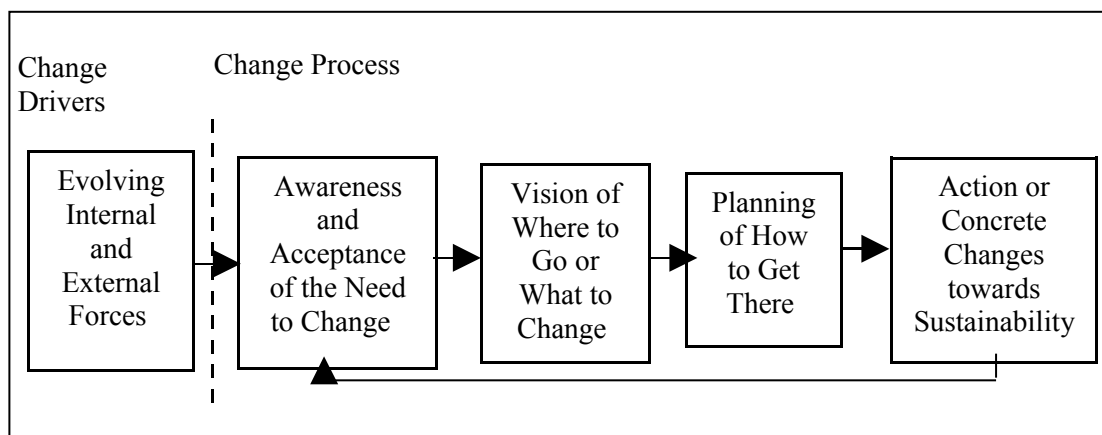 Change
Drivers
Change Process
Evolving
Internal
and
External
Forces
Awareness
and
Acceptance
of the Need
to Change
Vision of
Where to
Go or
What to
Change
Planning
of How
to Get
There
Action or
Concrete
Changes
towards
Sustainability